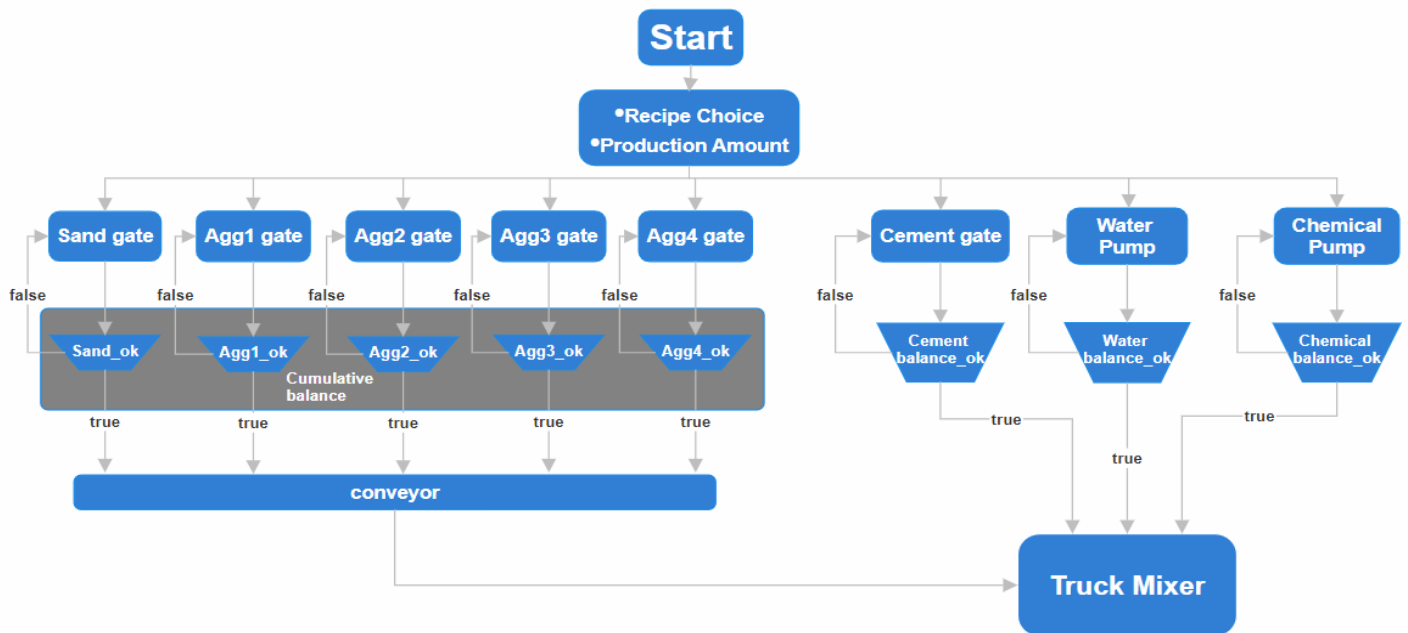 Start
•Recipe Choice
•Production Amount
Sand gate
Agg1 gate
Agg2 gate
Agg3 gate
Agg4 gate
Cement gate
Water
Pump
Chemical
Pump
false
false
false
false
false
false
false
false
Sand_ok
Agg1_ok
Agg2_ok
Agg3_ok
Agg4_ok
Cement
balance_ok
Water
balance_ok
Chemical
balance_ok
Cumulative
balance
true
true
true
true
true
true
true
true
conveyor
Truck Mixer